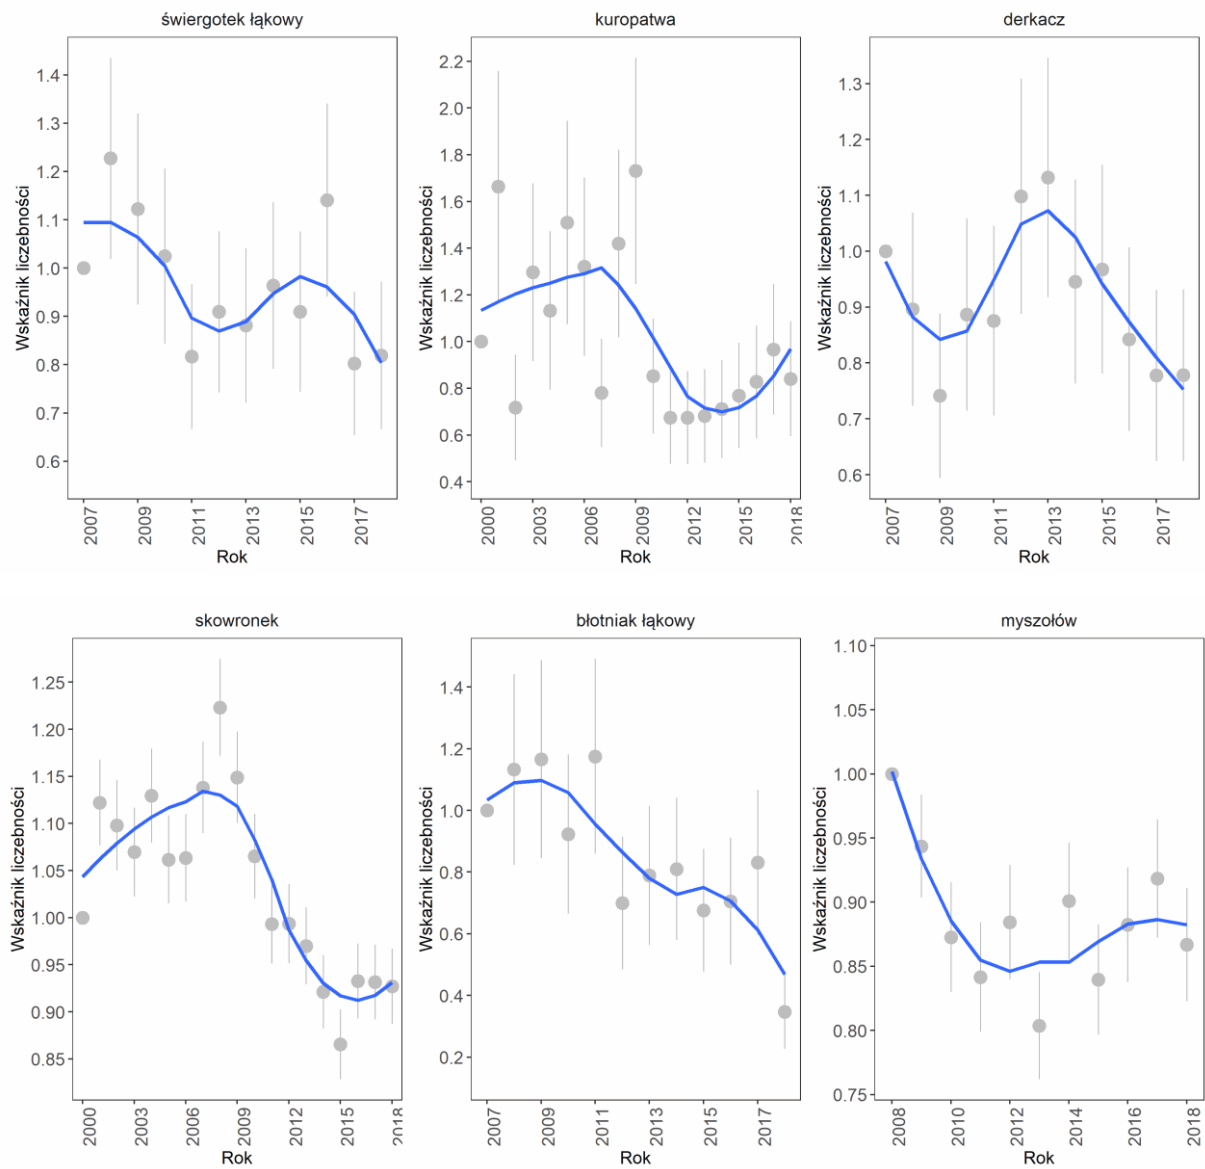 świergotek łąkowy
Wskaźnik liczebności
1.4
1.3
1.2
1.1
1.0
0.9
0.8
0.7
0.6
2007 2009 2011 2013 2015 2017
Rok
kuropatwa
Wskaźnik liczebności
2.2
2.0
1.8
1.6
1.4
1.2
1.0
0.8
0.6
0.4
2000 2003 2006 2009 2012 2015 2018
Rok
derkacz
Wskaźnik liczebności
1.3
1.2
1.1
1.0
0.9
0.8
0.7
0.6
2007 2009 2011 2013 2015 2017
Rok
skowronek
Wskaźnik liczebności
1.25
1.20
1.15
1.10
1.05
1.00
0.95
0.90
0.85
2000 2003 2006 2009 2012 2015 2018
Rok
błotniak łąkowy
Wskaźnik liczebności
1.4
1.2
1.0
0.8
0.6
0.4
0.2
2007 2009 2011 2013 2015 2017
Rok
myszołów
Wskaźnik liczebności
1.10
1.05
1.00
0.95
0.90
0.85
0.80
0.75
2008 2010 2012 2014 2016 2018
Rok